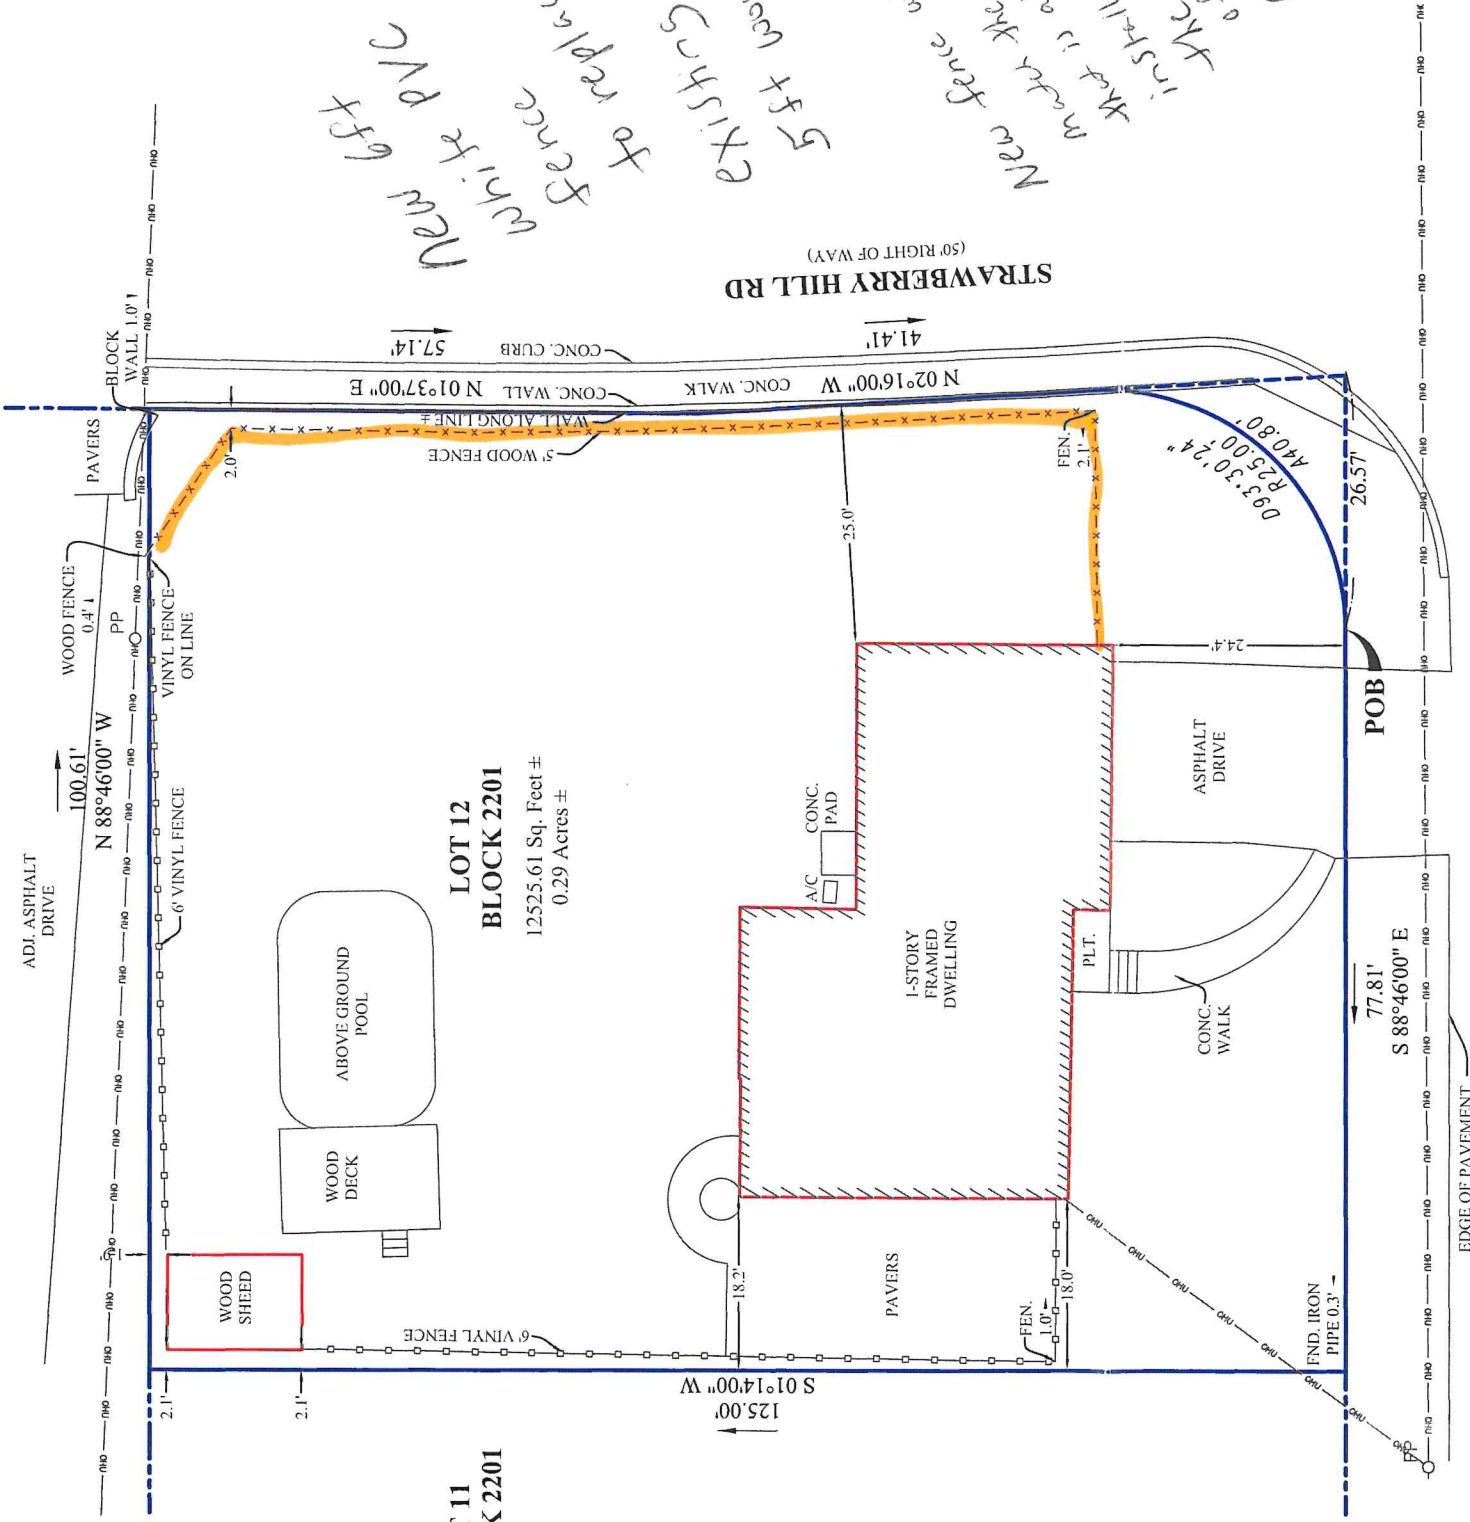 new 6ft
white PVC
fence
to repla
existing
5ft wo
New fence
match the
that is a
install
the
BLOCK
WALL 1.0'
PAVERS
WOOD FENCE
0.4'
PP
VINYL FENCE
ON LINE
100.61'
N 88°46'00" W
ADJ. ASPHALT
DRIVE
6' VINYL FENCE
STRAWBERRY HILL RD
(50' RIGHT OF WAY)
57.14'
N 01°37'00" E
CONC. CURB
CONC. WALL
CONC. WALK
41.41'
N 02°16'00" W
WALL ALONG LINE ±
5' WOOD FENCE
2.0'
FEN.
2.1'
25.0'
D93°30'24"
R25.00'
A40.80'
26.57'
24.4'
POB
LOT 12
BLOCK 2201
12525.61 Sq. Feet ±
0.29 Acres ±
ABOVE GROUND
POOL
WOOD
DECK
WOOD
SHEED
A/C
CONC.
PAD
1-STORY
FRAMED
DWELLING
PLT.
ASPHALT
DRIVE
CONC.
WALK
77.81'
S 88°46'00" E
EDGE OF PAVEMENT
PAVERS
18.2'
18.0'
FEN.
1.0'
FND. IRON
PIPE 0.3'
6' VINYL FENCE
2.1'
2.1'
S 01°14'00" W
125.00'
11
K 2201
OHU